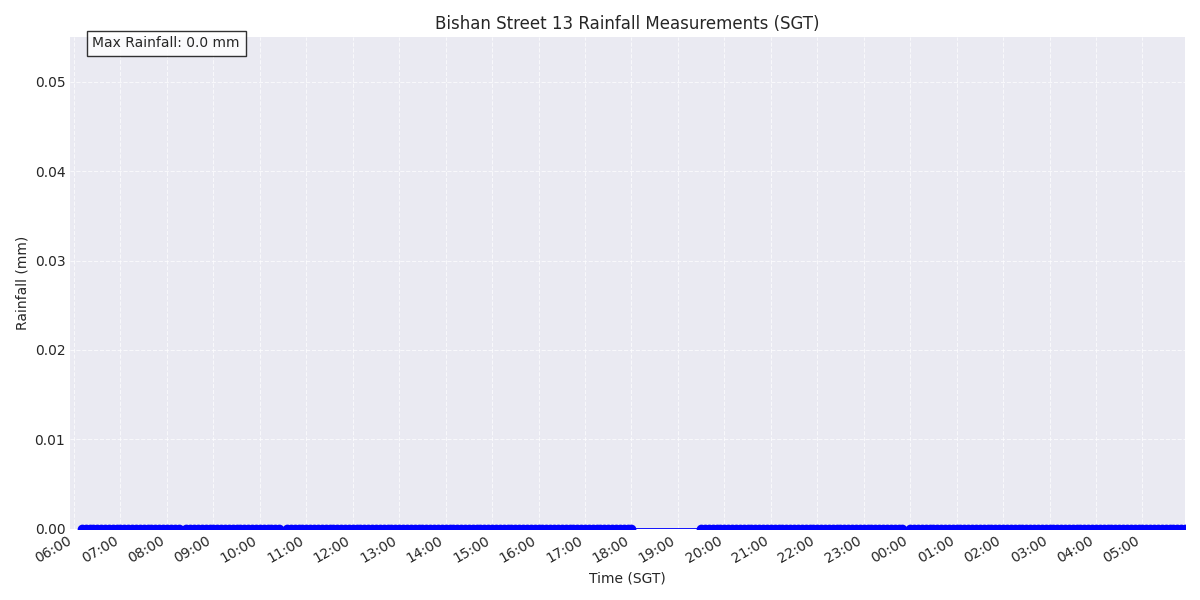 Bishan Street 13 Rainfall Measurements (SGT)
Max Rainfall: 0.0 mm
0.05
0.04
0.03
0.02
0.01
0.00
Rainfall (mm)
06:00 07:00 08:00 09:00 10:00 11:00 12:00 13:00 14:00 15:00 16:00 17:00 18:00 19:00 20:00 21:00 22:00 23:00 00:00 01:00 02:00 03:00 04:00 05:00
Time (SGT)